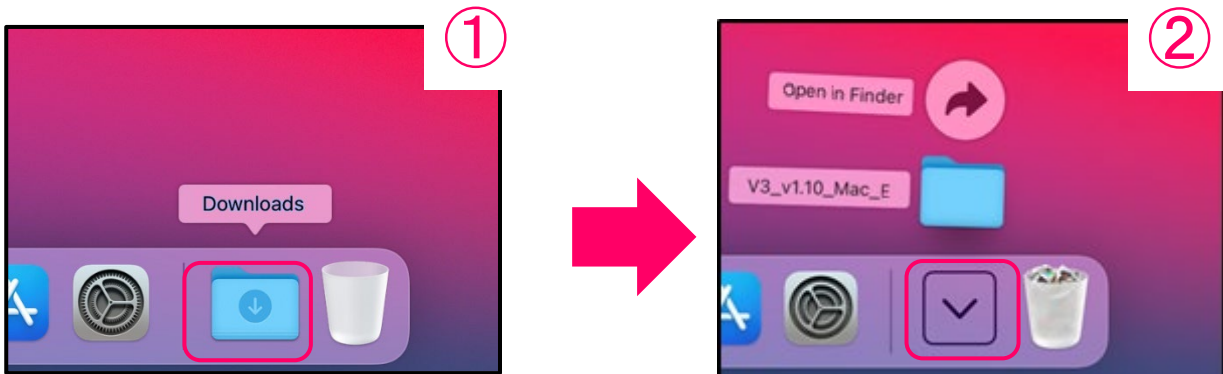 ①
Downloads
②
Open in Finder
V3_v1.10_Mac_E